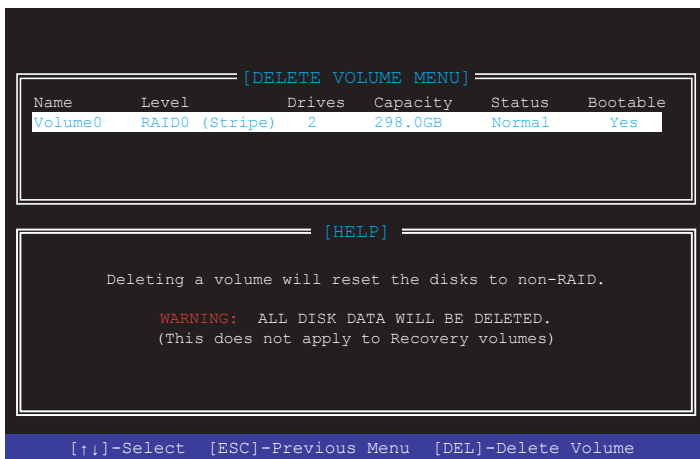 [DELETE VOLUME MENU]
Name Level Drives Capacity Status Bootable
Volume0 RAID0 (Stripe) 2 298.0GB Normal Yes
[HELP]
Deleting a volume will reset the disks to non-RAID.
WARNING: ALL DISK DATA WILL BE DELETED.
(This does not apply to Recovery volumes)
[↑↓]-Select [ESC]-Previous Menu [DEL]-Delete Volume